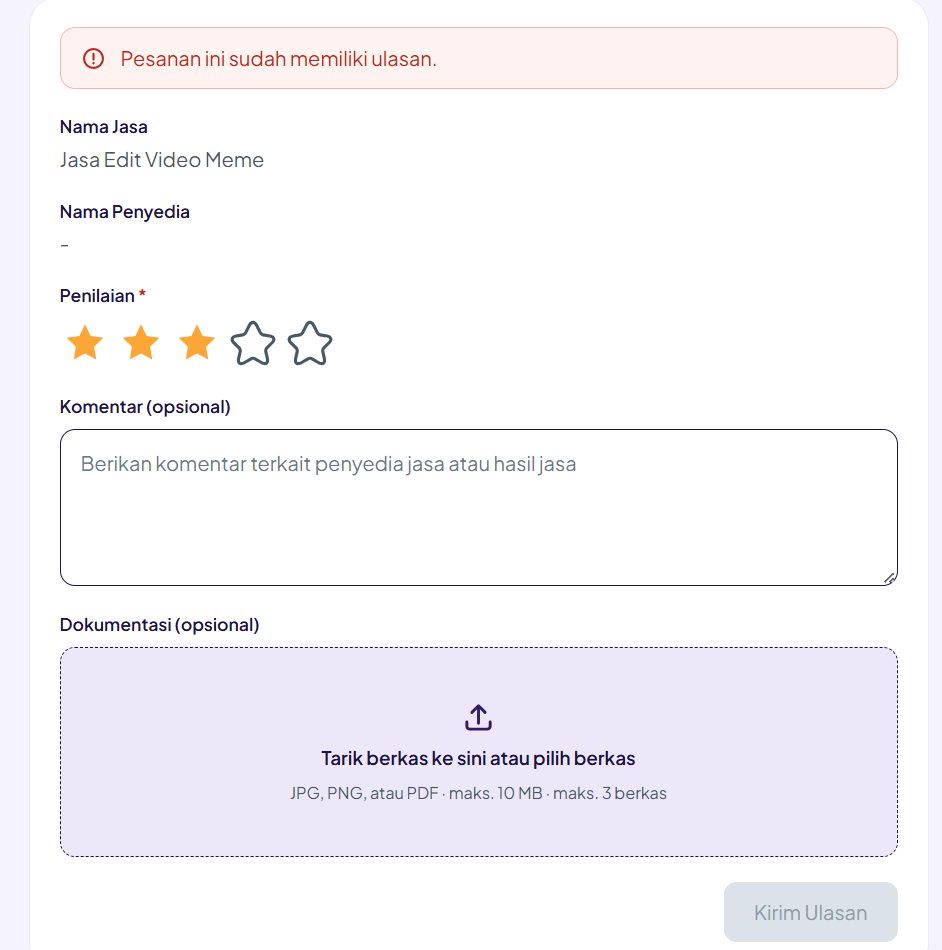 Pesanan ini sudah memiliki ulasan.
Nama Jasa
Jasa Edit Video Meme
Nama Penyedia
–
Penilaian *
Komentar (opsional)
Berikan komentar terkait penyedia jasa atau hasil jasa
Dokumentasi (opsional)
Tarik berkas ke sini atau pilih berkas
JPG, PNG, atau PDF · maks. 10 MB · maks. 3 berkas
Kirim Ulasan